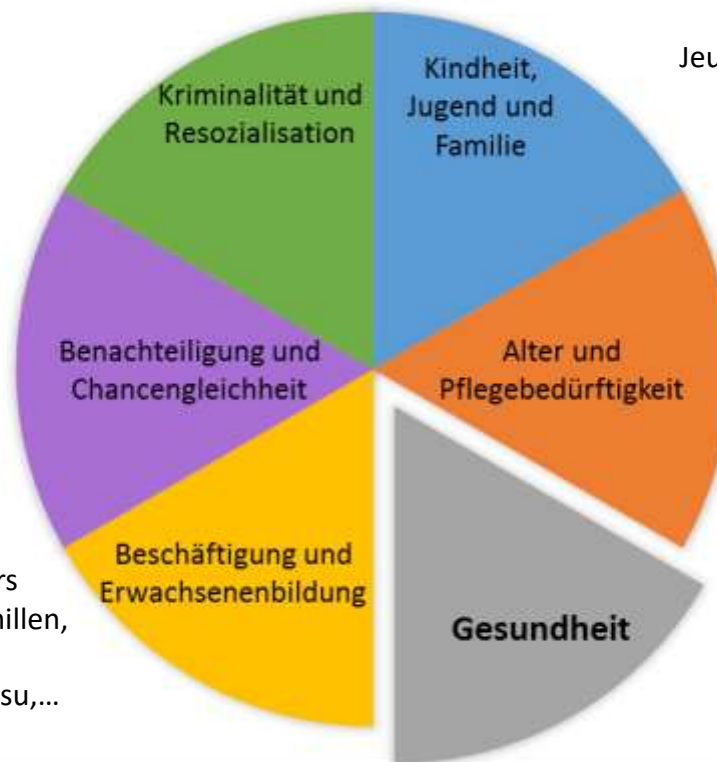 Kriminalität und
Resozialisation
Kindheit,
Jugend und
Familie
Benachteiligung und
Chancengleichheit
Alter und
Pflegebedürftigkeit
Beschäftigung und
Erwachsenenbildung
Gesundheit